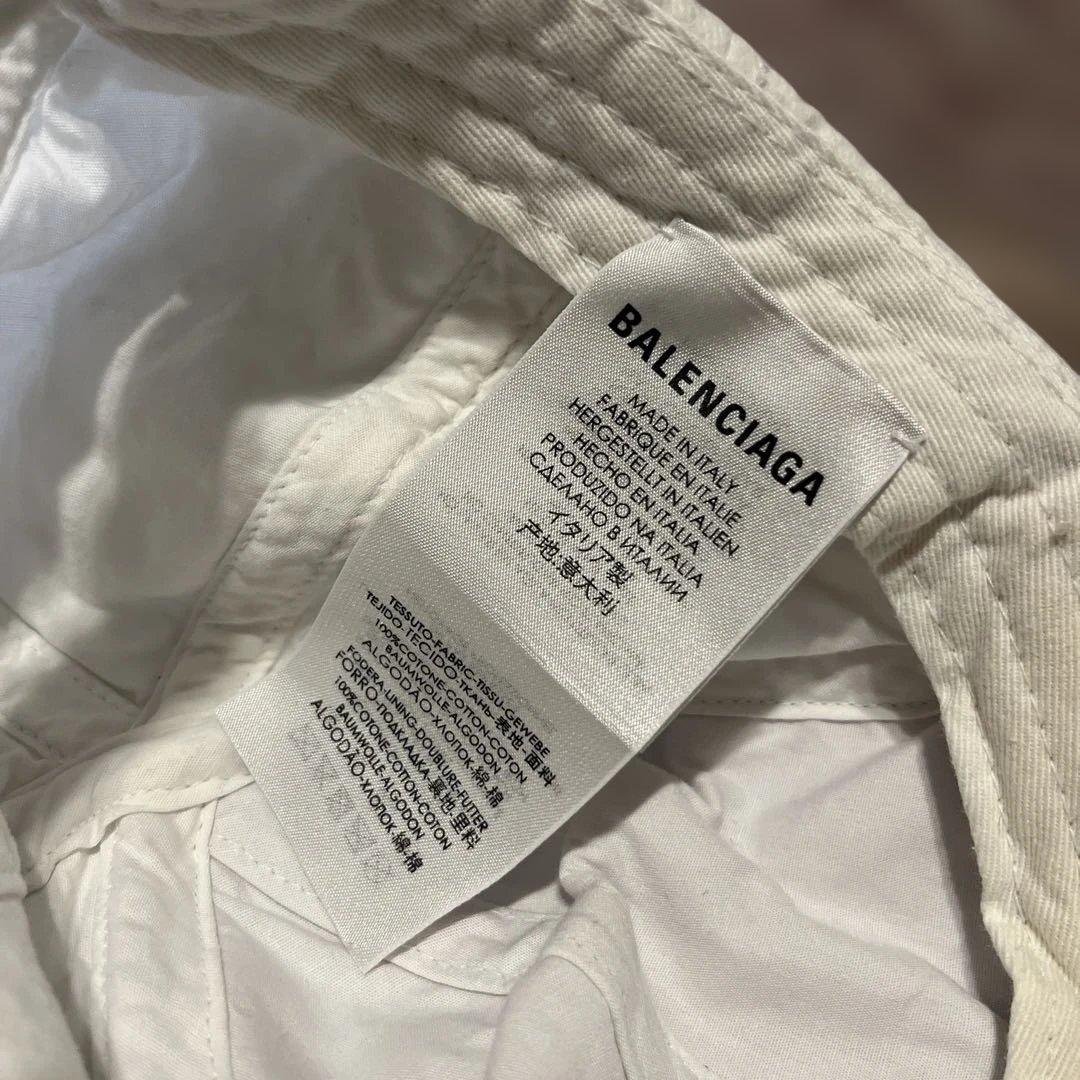 BALENCIAGA
MADE IN ITALY
FABRIQUE EN ITALIE
HERGESTELLT IN ITALIEN
HECHO EN ITALIA
PRODUZIDO NA ITALIA
СДЕЛАНО В ИТАЛИИ
イタリア製
产地:意大利
TESSUTO-FABRIC-TISSU-GEWEBE
TEJIDO-TECIDO-ТКАНЬ-表地-面料
100%COTONE-COTTON-COTON
BAUMWOLLE-ALGODON
ALGODÃO-ХЛОПОК-綿-棉
FODERA-LINING-DOUBLURE-FUTTER
FORRO-ПОДКЛАДКА-裏地-里料
100%COTONE-COTTON-COTON
BAUMWOLLE-ALGODON
ALGODÃO-ХЛОПОК-綿-棉